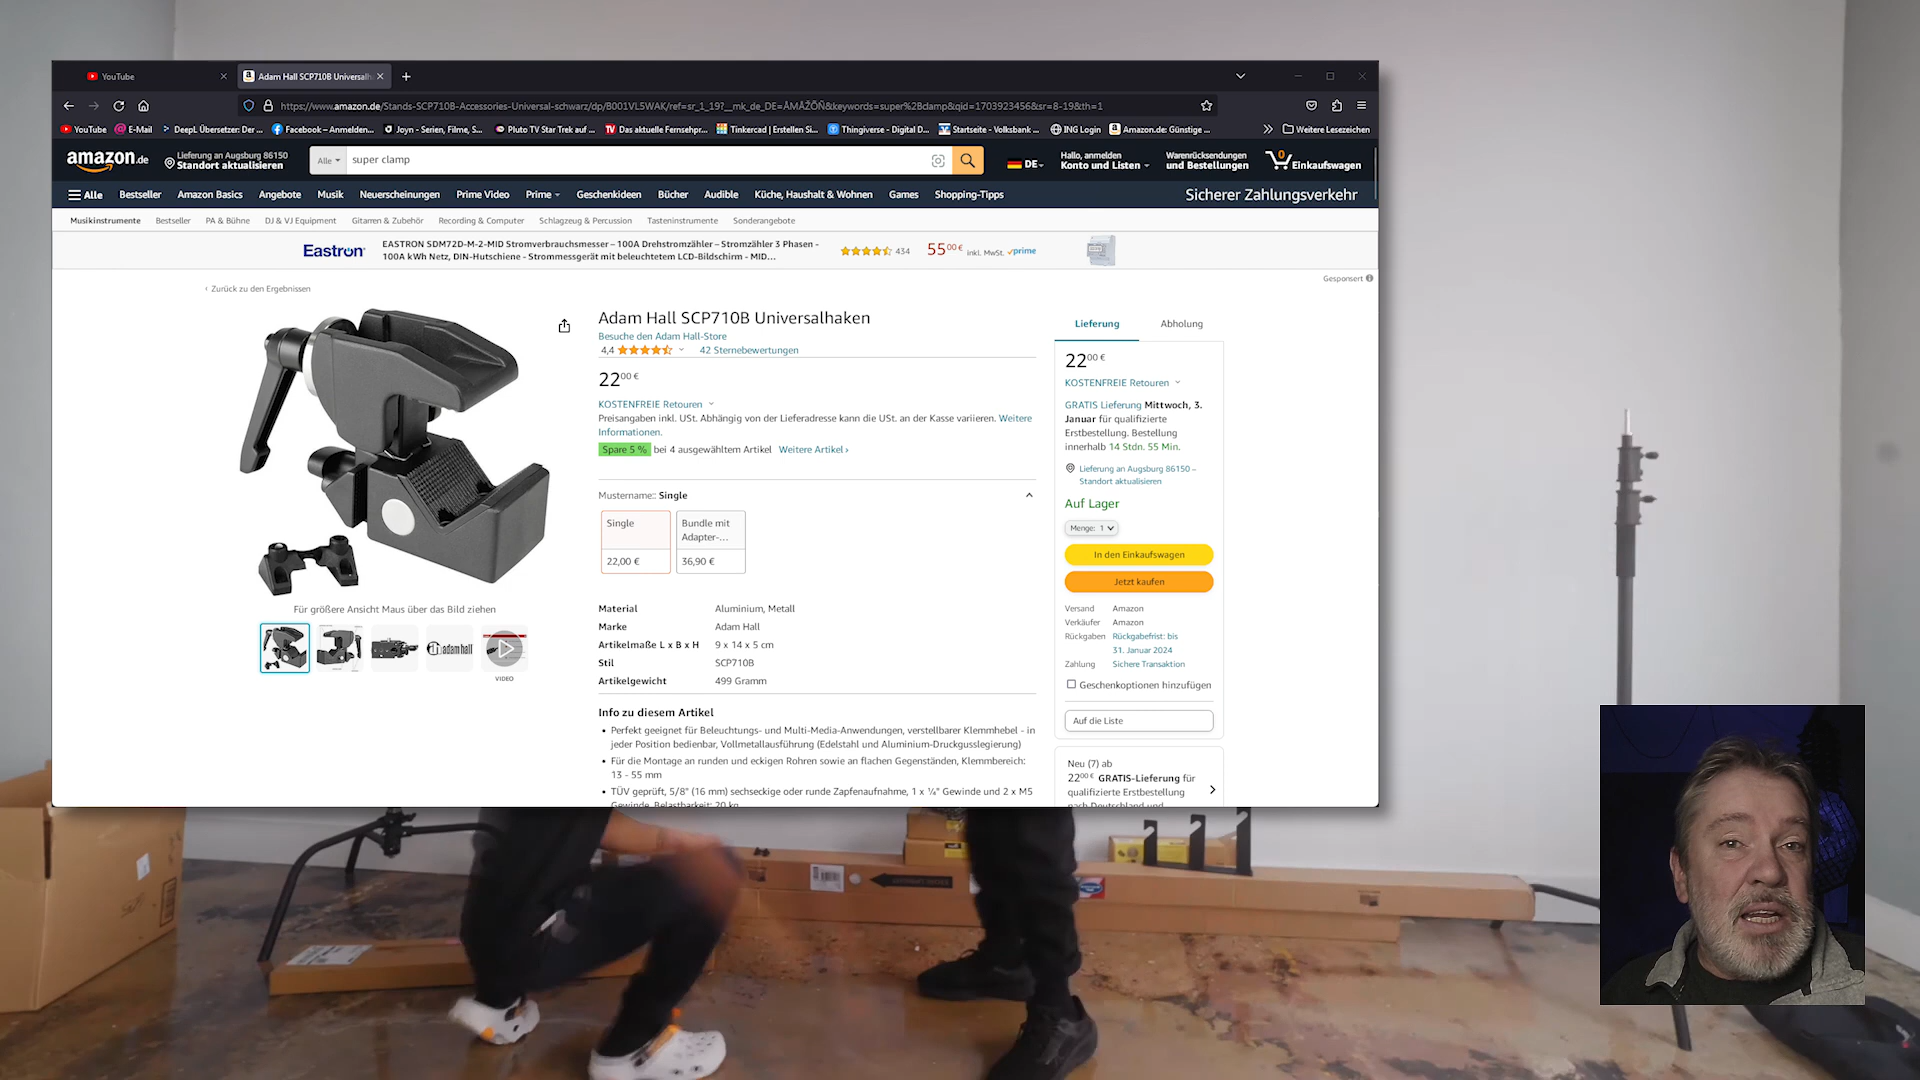 YouTube
Adam Hall SCP710B Universalh
https://www.amazon.de/Stands-SCP710B-Accessories-Universal-schwarz/dp/B001VL5WAK/ref=sr_1_19?__mk_de_DE=ÅMÅŽÕÑ&keywords=super%2Bclamp&qid=1703923456&sr=8-19&th=1
YouTube
E-Mail
DeepL Übersetzer: Der ...
Facebook – Anmelden...
Joyn - Serien, Filme, S...
Pluto TV Star Trek auf ...
Das aktuelle Fernsehpr...
Tinkercad | Erstellen Si...
Thingiverse - Digital D...
Startseite - Volksbank ...
ING Login
Amazon.de: Günstige ...
Weitere Lesezeichen
amazon.de
Lieferung an Augsburg 86150
Standort aktualisieren
Alle
super clamp
DE
Hallo, anmelden
Konto und Listen
Warenrücksendungen
und Bestellungen
0
Einkaufswagen
Alle
Bestseller
Amazon Basics
Angebote
Musik
Neuerscheinungen
Prime Video
Prime
Geschenkideen
Bücher
Audible
Küche, Haushalt & Wohnen
Games
Shopping-Tipps
Sicherer Zahlungsverkehr
Musikinstrumente
Bestseller
PA & Bühne
DJ & VJ Equipment
Gitarren & Zubehör
Recording & Computer
Schlagzeug & Percussion
Tasteninstrumente
Sonderangebote
Eastron
EASTRON SDM72D-M-2-MID Stromverbrauchsmesser – 100A Drehstromzähler – Stromzähler 3 Phasen -
100A kWh Netz, DIN-Hutschiene - Strommessgerät mit beleuchtetem LCD-Bildschirm - MID...
434
55,00 € inkl. MwSt. prime
Gesponsert
‹ Zurück zu den Ergebnissen
Adam Hall SCP710B Universalhaken
Besuche den Adam Hall-Store
4,4
42 Sternebewertungen
22⁰⁰ €
KOSTENFREIE Retouren
Preisangaben inkl. USt. Abhängig von der Lieferadresse kann die USt. an der Kasse variieren. Weitere
Informationen.
Spare 5 % bei 4 ausgewähltem Artikel Weitere Artikel ›
Mustername:: Single
Single
22,00 €
Bundle mit
Adapter-...
36,90 €
Material Aluminium, Metall
Marke Adam Hall
Artikelmaße L x B x H 9 x 14 x 5 cm
Stil SCP710B
Artikelgewicht 499 Gramm
Info zu diesem Artikel
• Perfekt geeignet für Beleuchtungs- und Multi-Media-Anwendungen, verstellbarer Klemmhebel - in
jeder Position bedienbar, Vollmetallausführung (Edelstahl und Aluminium-Druckgusslegierung)
• Für die Montage an runden und eckigen Rohren sowie an flachen Gegenständen, Klemmbereich:
13 - 55 mm
• TÜV geprüft, 5/8" (16 mm) sechseckige oder runde Zapfenaufnahme, 1 x ¼" Gewinde und 2 x M5
Gewinde, Belastbarkeit: 20 kg
Für größere Ansicht Maus über das Bild ziehen
adam hall
VIDEO
Lieferung
Abholung
22⁰⁰ €
KOSTENFREIE Retouren
GRATIS Lieferung Mittwoch, 3.
Januar für qualifizierte
Erstbestellung. Bestellung
innerhalb 14 Stdn. 55 Min.
Lieferung an Augsburg 86150 –
Standort aktualisieren
Auf Lager
Menge: 1
In den Einkaufswagen
Jetzt kaufen
Versand Amazon
Verkäufer Amazon
Rückgaben Rückgabefrist: bis
31. Januar 2024
Zahlung Sichere Transaktion
Geschenkoptionen hinzufügen
Auf die Liste
Neu (7) ab
22⁰⁰ € GRATIS-Lieferung für
qualifizierte Erstbestellung
nach Deutschland und